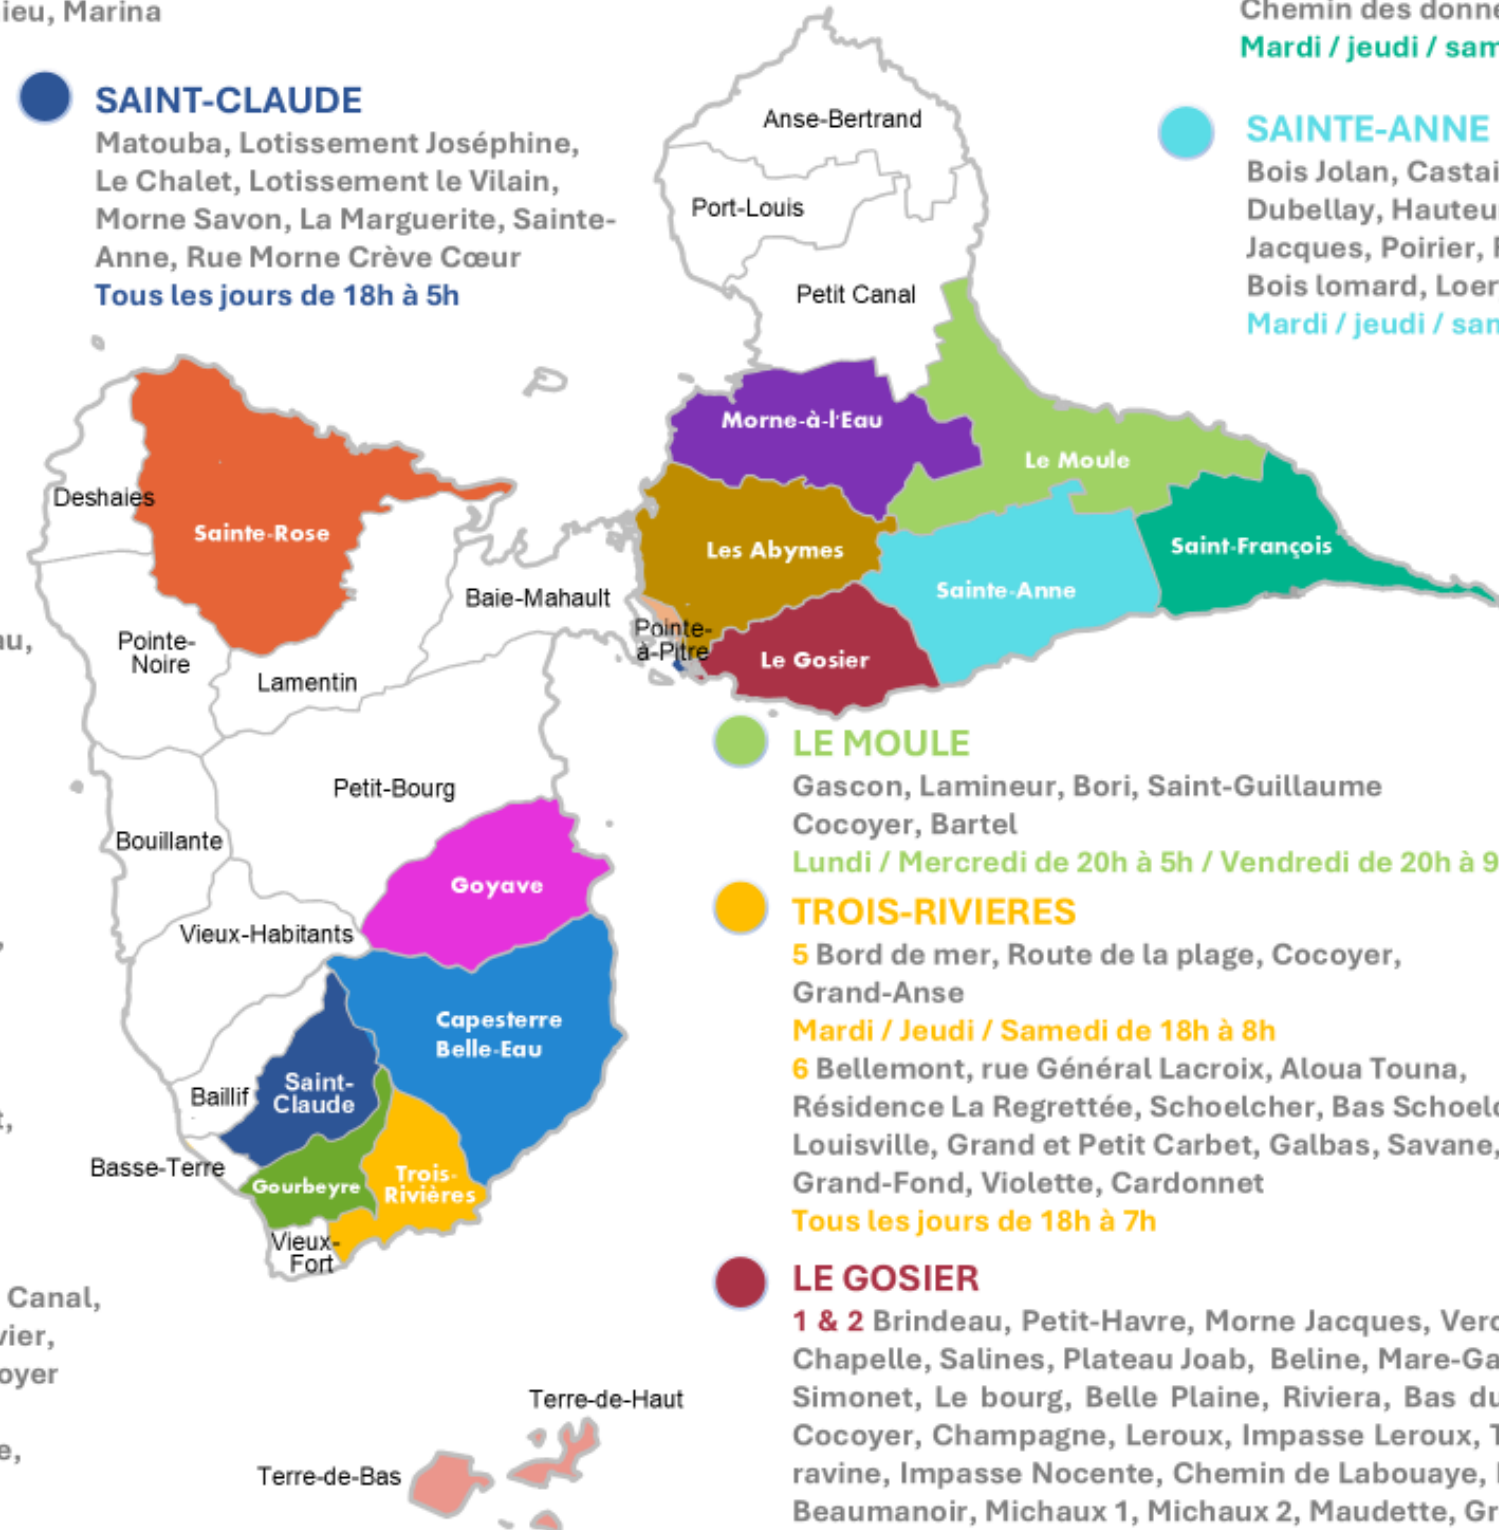 ieu, Marina
SAINT-CLAUDE
Matouba, Lotissement Joséphine,
Le Chalet, Lotissement le Vilain,
Morne Savon, La Marguerite, Sainte-
Anne, Rue Morne Crève Cœur
Tous les jours de 18h à 5h
Chemin des donne
Mardi / jeudi / sam
SAINTE-ANNE
Bois Jolan, Castai
Dubellay, Hauteu
Jacques, Poirier,
Bois lomard, Loer
Mardi / jeudi / sam
Anse-Bertrand
Port-Louis
Petit Canal
Morne-à-l'Eau
Le Moule
Deshaies
Sainte-Rose
Les Abymes
Saint-François
Sainte-Anne
Baie-Mahault
Pointe-
à-Pitre
Le Gosier
Pointe-
Noire
Lamentin
Petit-Bourg
Bouillante
Goyave
Vieux-Habitants
Capesterre
Belle-Eau
Saint-
Claude
Baillif
Basse-Terre
Gourbeyre
Trois-
Rivières
Vieux-
Fort
Terre-de-Haut
Terre-de-Bas
au,
t,
Canal,
vier,
oyer
e,
LE MOULE
Gascon, Lamineur, Bori, Saint-Guillaume
Cocoyer, Bartel
Lundi / Mercredi de 20h à 5h / Vendredi de 20h à 9
TROIS-RIVIERES
5 Bord de mer, Route de la plage, Cocoyer,
Grand-Anse
Mardi / Jeudi / Samedi de 18h à 8h
6 Bellemont, rue Général Lacroix, Aloua Touna,
Résidence La Regrettée, Schoelcher, Bas Schoelc
Louisville, Grand et Petit Carbet, Galbas, Savane,
Grand-Fond, Violette, Cardonnet
Tous les jours de 18h à 7h
LE GOSIER
1 & 2 Brindeau, Petit-Havre, Morne Jacques, Verd
Chapelle, Salines, Plateau Joab, Beline, Mare-Ga
Simonet, Le bourg, Belle Plaine, Riviera, Bas du
Cocoyer, Champagne, Leroux, Impasse Leroux, T
ravine, Impasse Nocente, Chemin de Labouaye,
Beaumanoir, Michaux 1, Michaux 2, Maudette, Gr